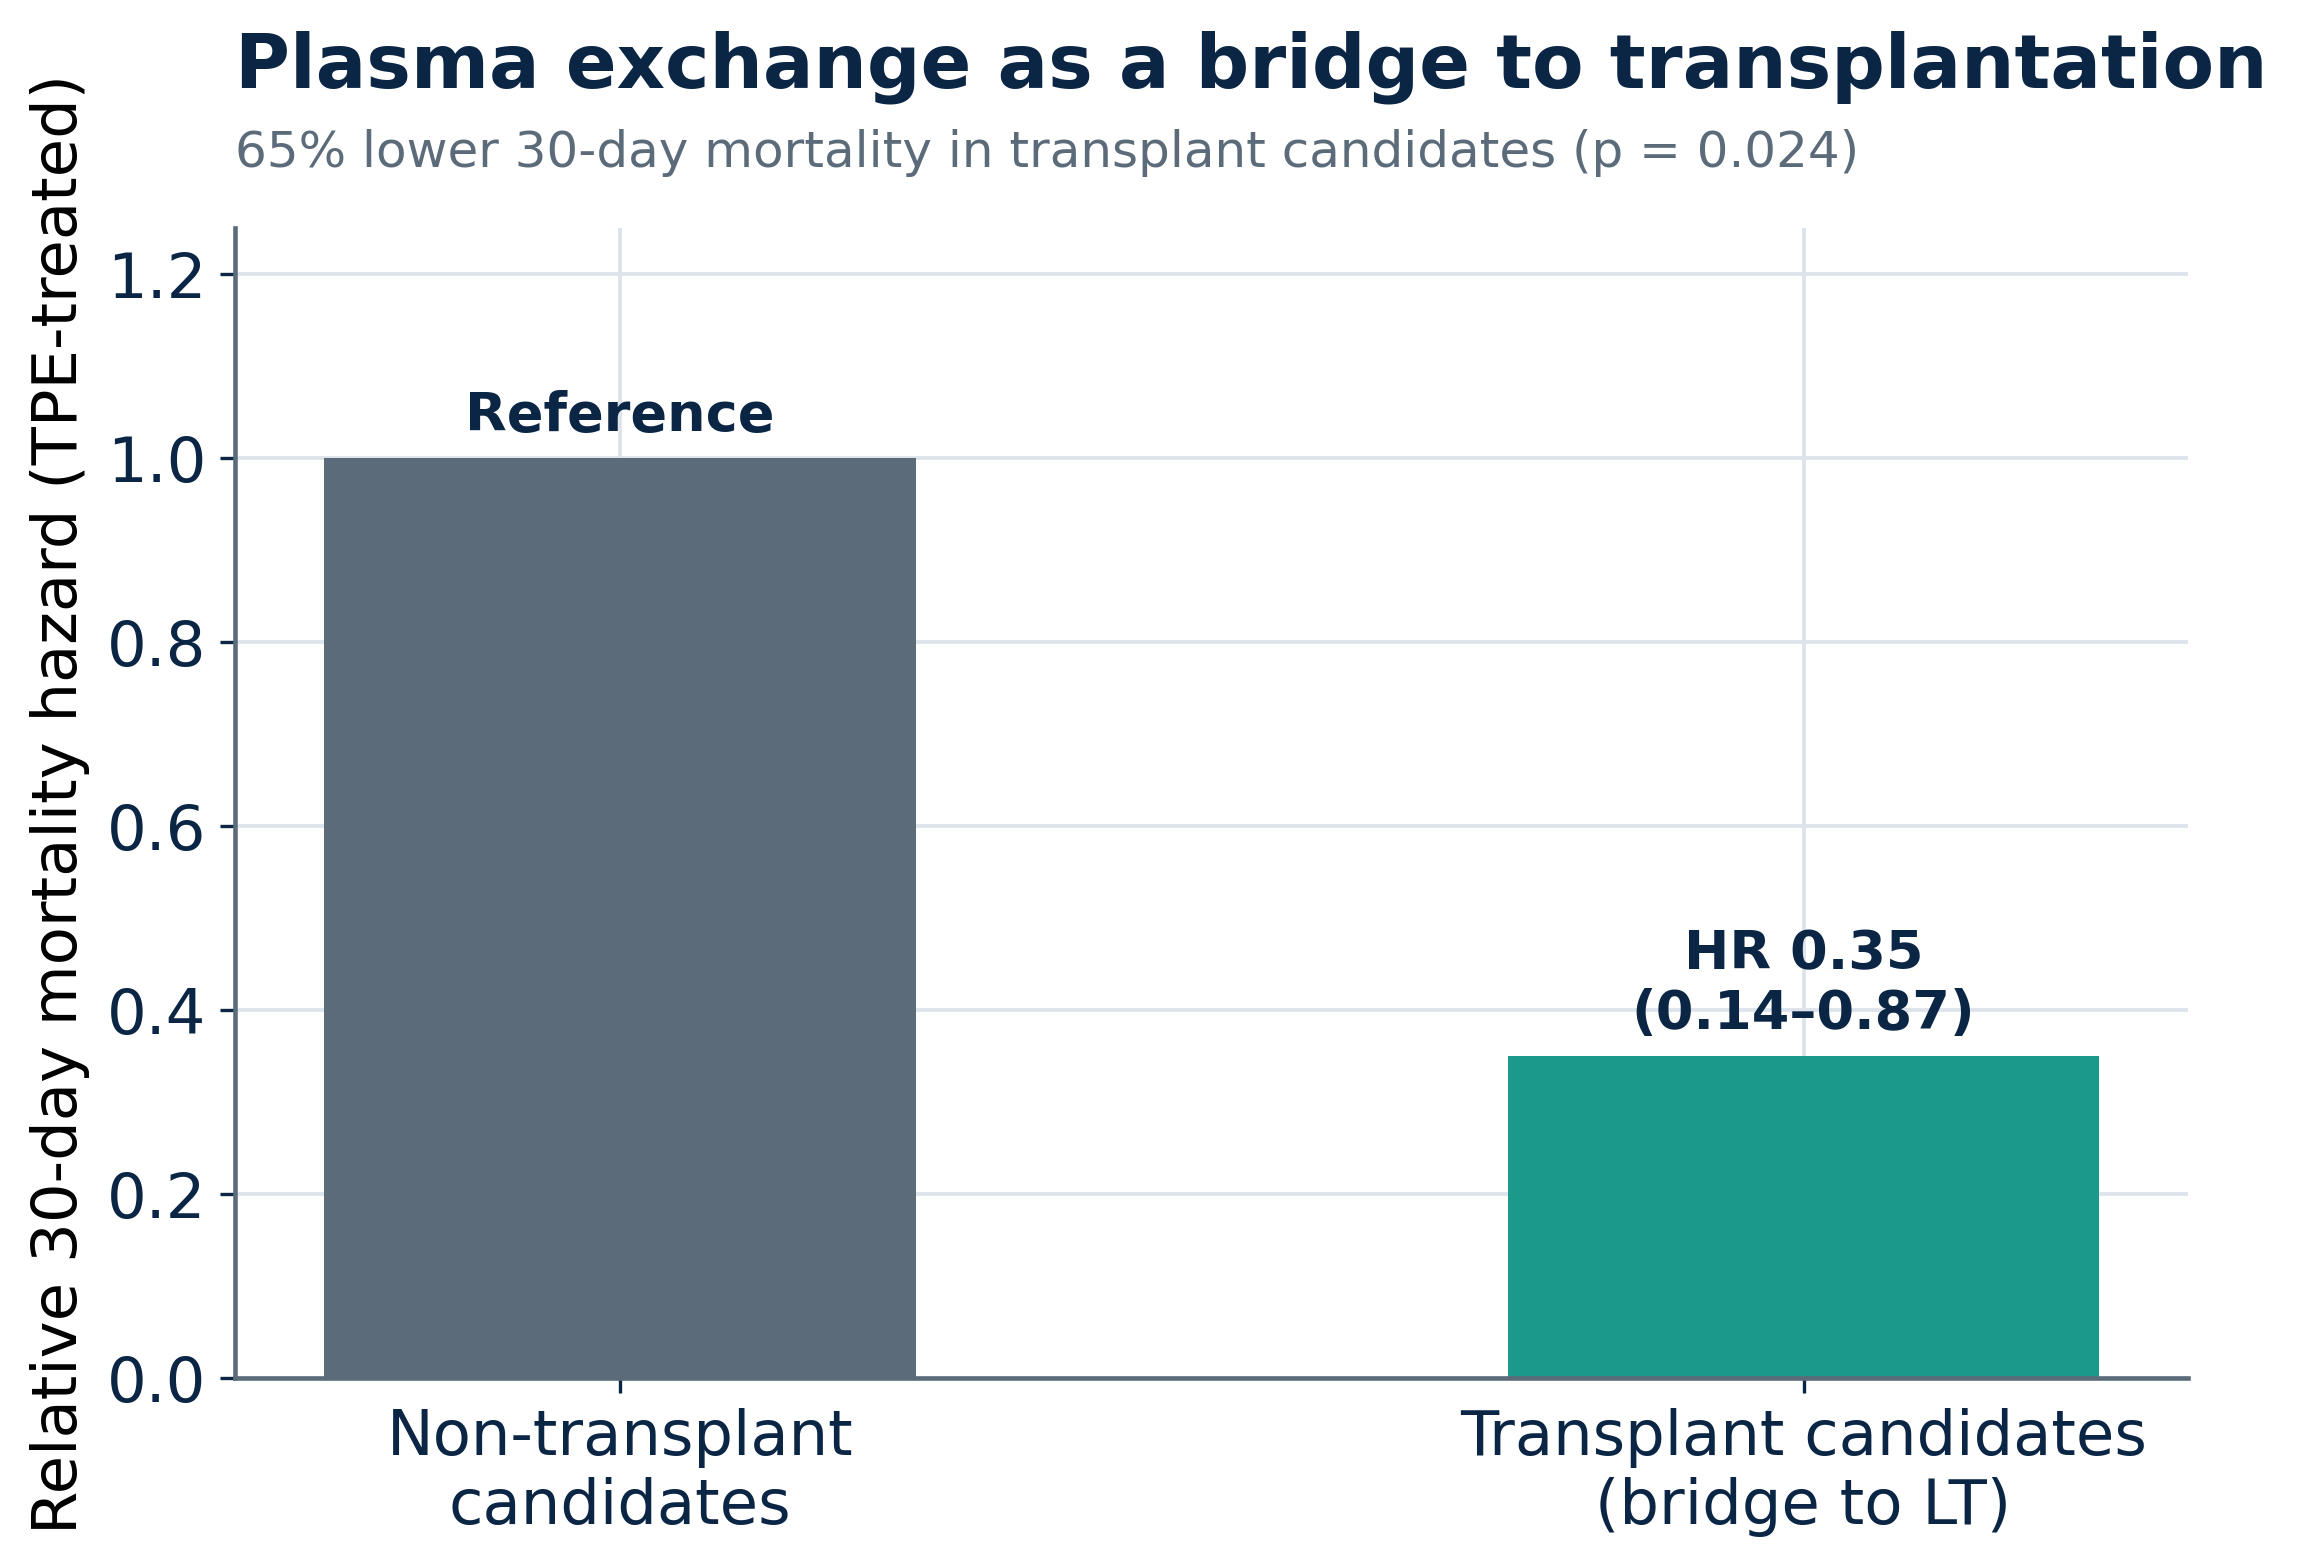 Plasma exchange as a bridge to transplantation
65% lower 30-day mortality in transplant candidates (p = 0.024)
Relative 30-day mortality hazard (TPE-treated)
1.2
1.0
0.8
0.6
0.4
0.2
0.0
Reference
HR 0.35
(0.14–0.87)
Non-transplant
candidates
Transplant candidates
(bridge to LT)